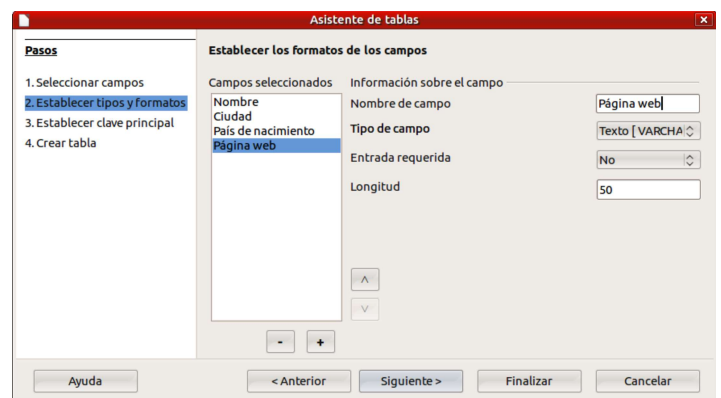 Asistente de tablas
Pasos
1. Seleccionar campos
2. Establecer tipos y formatos
3. Establecer clave principal
4. Crear tabla
Establecer los formatos de los campos
Campos seleccionados
Nombre
Ciudad
País de nacimiento
Página web
Información sobre el campo
Nombre de campo
Página web
Tipo de campo
Texto [ VARCHA
Entrada requerida
No
Longitud
50
- +
Ayuda
< Anterior
Siguiente >
Finalizar
Cancelar